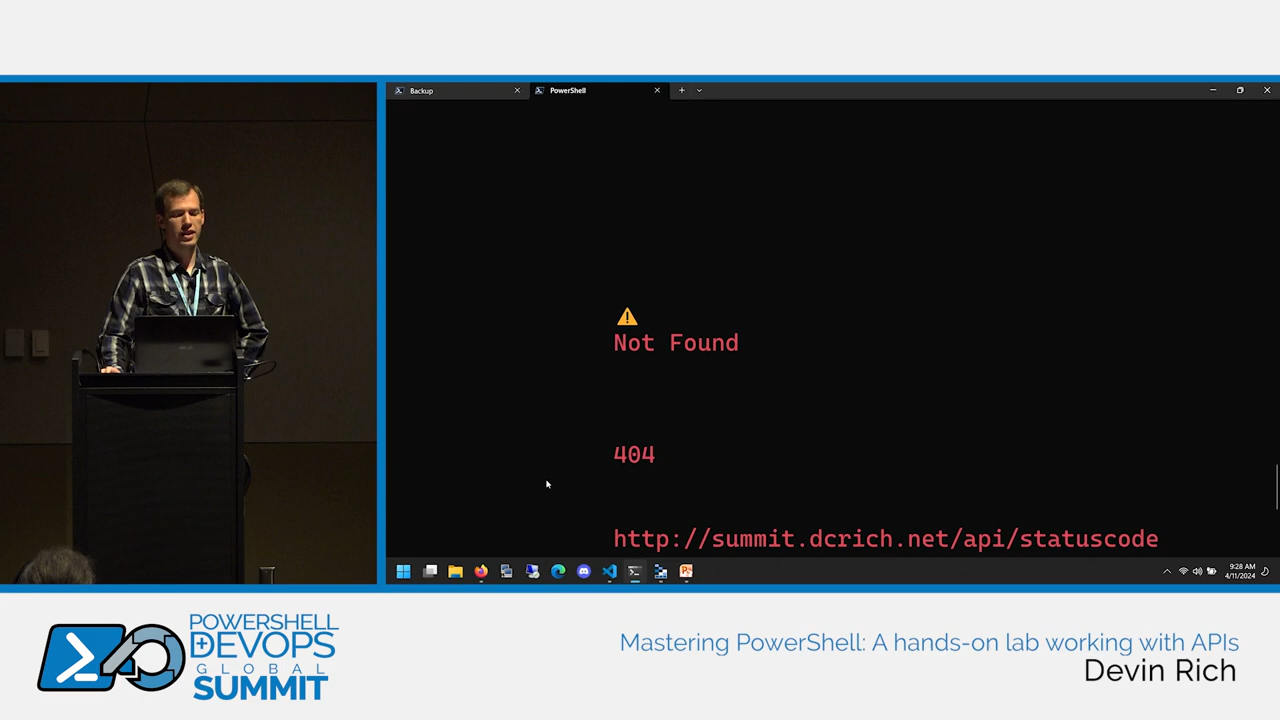 Backup
PowerShell
Not Found
404
http://summit.dcrich.net/api/statuscode
9:28 AM
4/11/2024
POWERSHELL
+DEVOPS
GLOBAL
SUMMIT
Mastering PowerShell: A hands-on lab working with APIs
Devin Rich